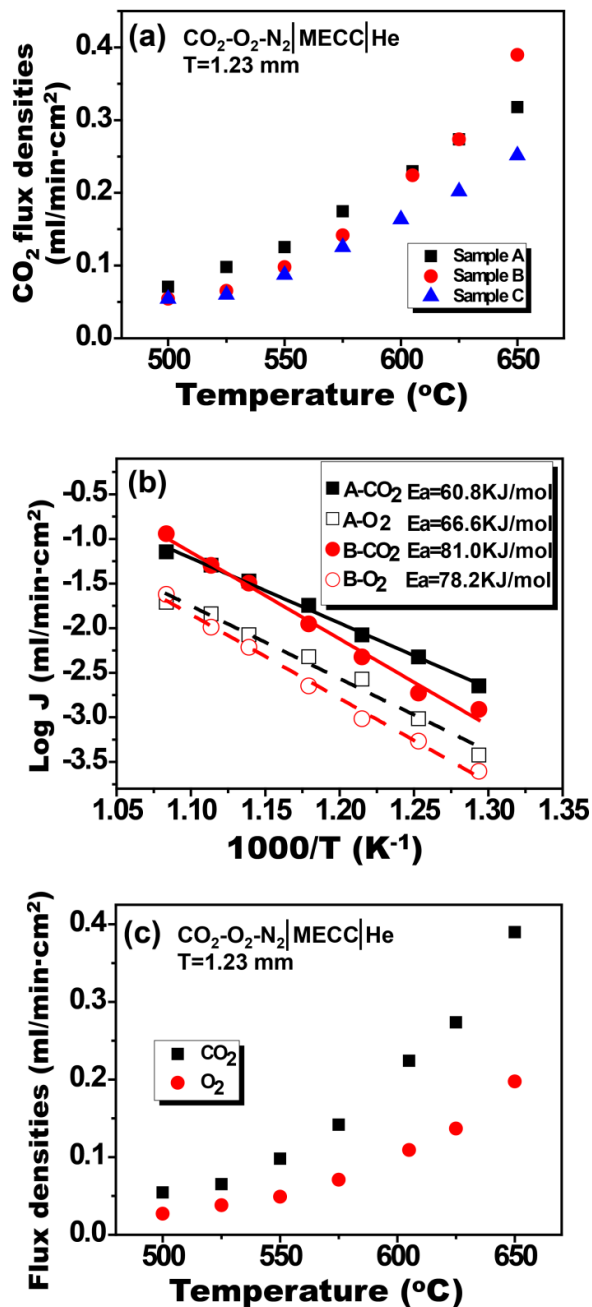 (a) CO₂-O₂-N₂|MECC|He
T=1.23 mm
CO₂ flux densities
(ml/min·cm²)
0.4
0.3
0.2
0.1
0.0
Sample A
Sample B
Sample C
500 550 600 650
Temperature (ºC)
(b)
Log J (ml/min·cm²)
-0.5
-1.0
-1.5
-2.0
-2.5
-3.0
-3.5
A-CO₂ Ea=60.8KJ/mol
A-O₂ Ea=66.6KJ/mol
B-CO₂ Ea=81.0KJ/mol
B-O₂ Ea=78.2KJ/mol
1.05 1.10 1.15 1.20 1.25 1.30 1.35
1000/T (K⁻¹)
(c) CO₂-O₂-N₂|MECC|He
T=1.23 mm
Flux densities (ml/min·cm²)
0.4
0.3
0.2
0.1
0.0
CO₂
O₂
500 550 600 650
Temperature (ºC)